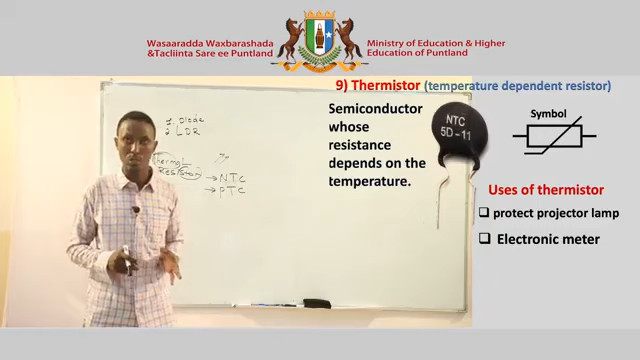 Wasaaradda Waxbarashada
&Tacliinta Sare ee Puntland
Ministry of Education & Higher
Education of Puntland
9) Thermistor (temperature dependent resistor)
Semiconductor
whose
resistance
depends on the
temperature.
NTC
5D-11
Symbol
Uses of thermistor
protect projector lamp
Electronic meter
1. Diode
2 LDR
Thermal
Resistor
→NTC
→PTC